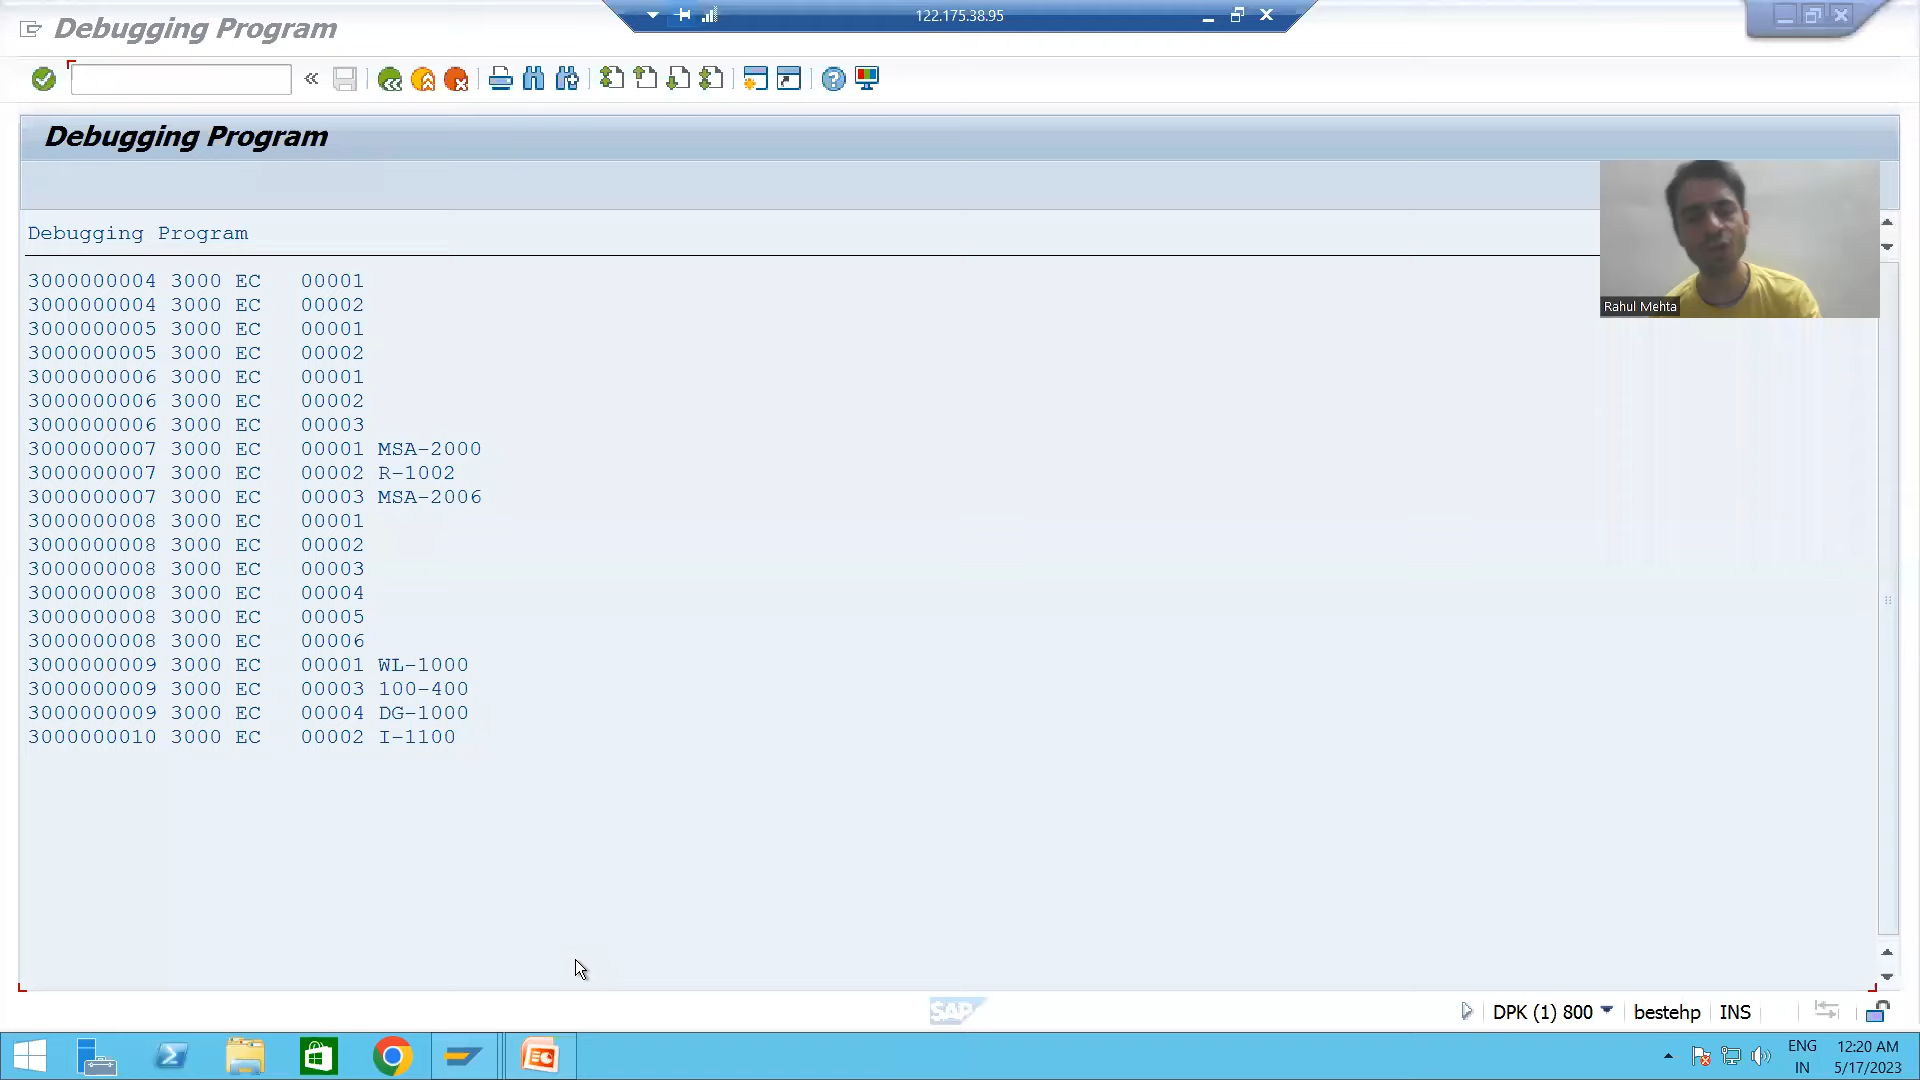 Debugging Program
122.175.38.95
Debugging Program
Debugging Program
3000000004 3000 EC 00001
3000000004 3000 EC 00002
3000000005 3000 EC 00001
3000000005 3000 EC 00002
3000000006 3000 EC 00001
3000000006 3000 EC 00002
3000000006 3000 EC 00003
3000000007 3000 EC 00001 MSA-2000
3000000007 3000 EC 00002 R-1002
3000000007 3000 EC 00003 MSA-2006
3000000008 3000 EC 00001
3000000008 3000 EC 00002
3000000008 3000 EC 00003
3000000008 3000 EC 00004
3000000008 3000 EC 00005
3000000008 3000 EC 00006
3000000009 3000 EC 00001 WL-1000
3000000009 3000 EC 00003 100-400
3000000009 3000 EC 00004 DG-1000
3000000010 3000 EC 00002 I-1100
Rahul Mehta
SAP
DPK (1) 800
bestehp
INS
ENG
IN
12:20 AM
5/17/2023